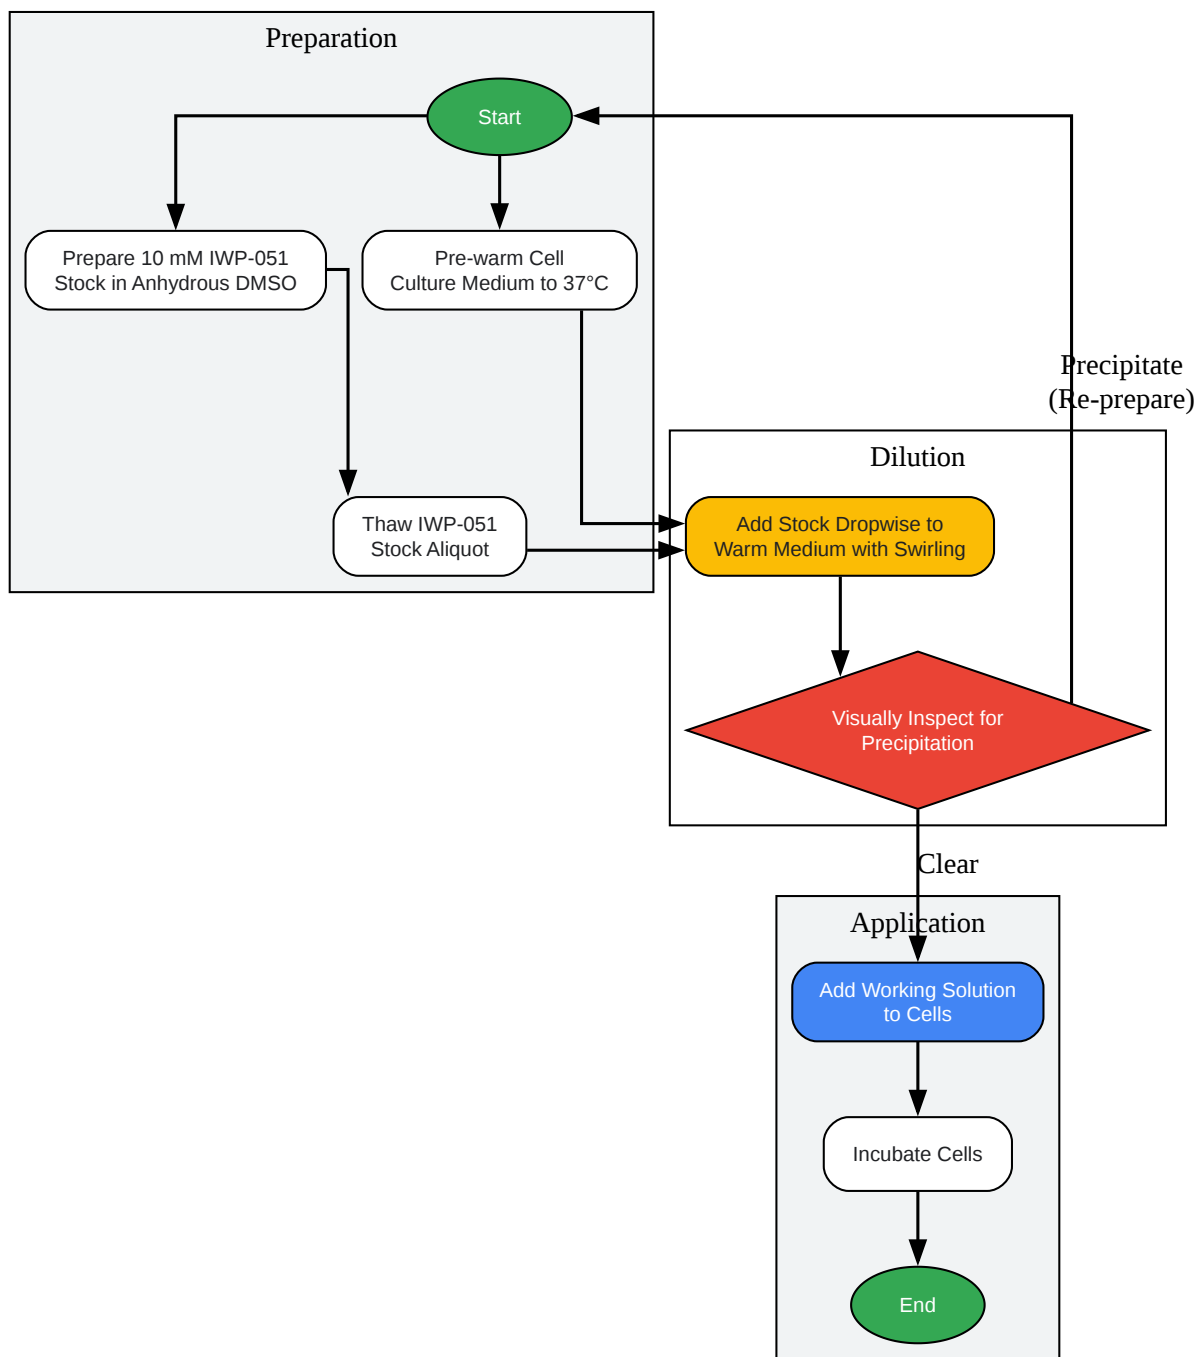 Preparation
Start
Prepare 10 mM IWP-051
Stock in Anhydrous DMSO
Pre-warm Cell
Culture Medium to 37°C
Thaw IWP-051
Stock Aliquot
Precipitate
(Re-prepare)
Dilution
Add Stock Dropwise to
Warm Medium with Swirling
Visually Inspect for
Precipitation
Clear
Application
Add Working Solution
to Cells
Incubate Cells
End